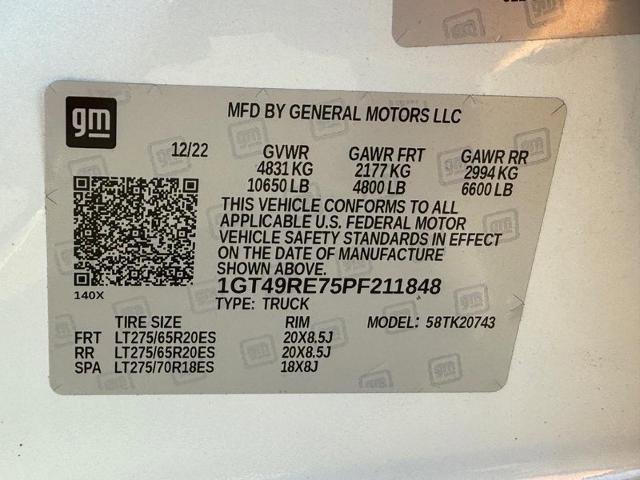 gm
gm MFD BY GENERAL MOTORS LLC
12/22 GVWR GAWR FRT GAWR RR
4831 KG 2177 KG 2994 KG
10650 LB 4800 LB 6600 LB
THIS VEHICLE CONFORMS TO ALL
APPLICABLE U.S. FEDERAL MOTOR
VEHICLE SAFETY STANDARDS IN EFFECT
ON THE DATE OF MANUFACTURE
SHOWN ABOVE.
140X
1GT49RE75PF211848
TYPE: TRUCK
TIRE SIZE RIM MODEL: 58TK20743
FRT LT275/65R20ES 20X8.5J
RR LT275/65R20ES 20X8.5J
SPA LT275/70R18ES 18X8J